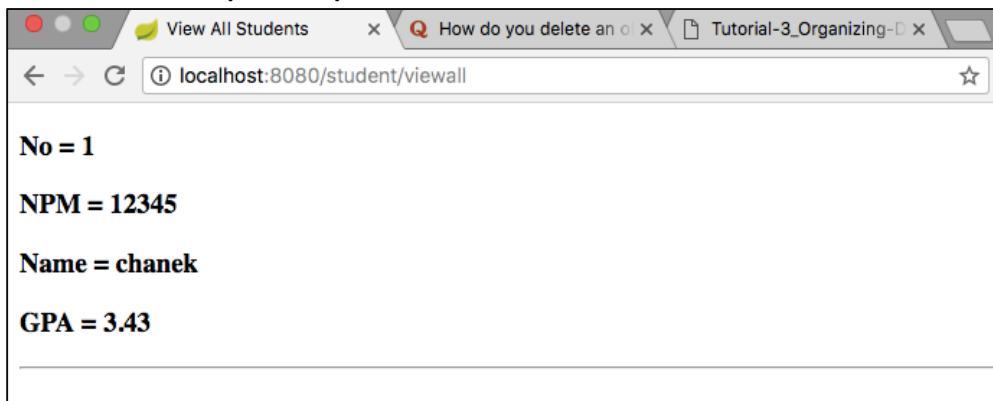 View All Students
How do you delete an o
Tutorial-3_Organizing-D
localhost:8080/student/viewall
No = 1
NPM = 12345
Name = chanek
GPA = 3.43